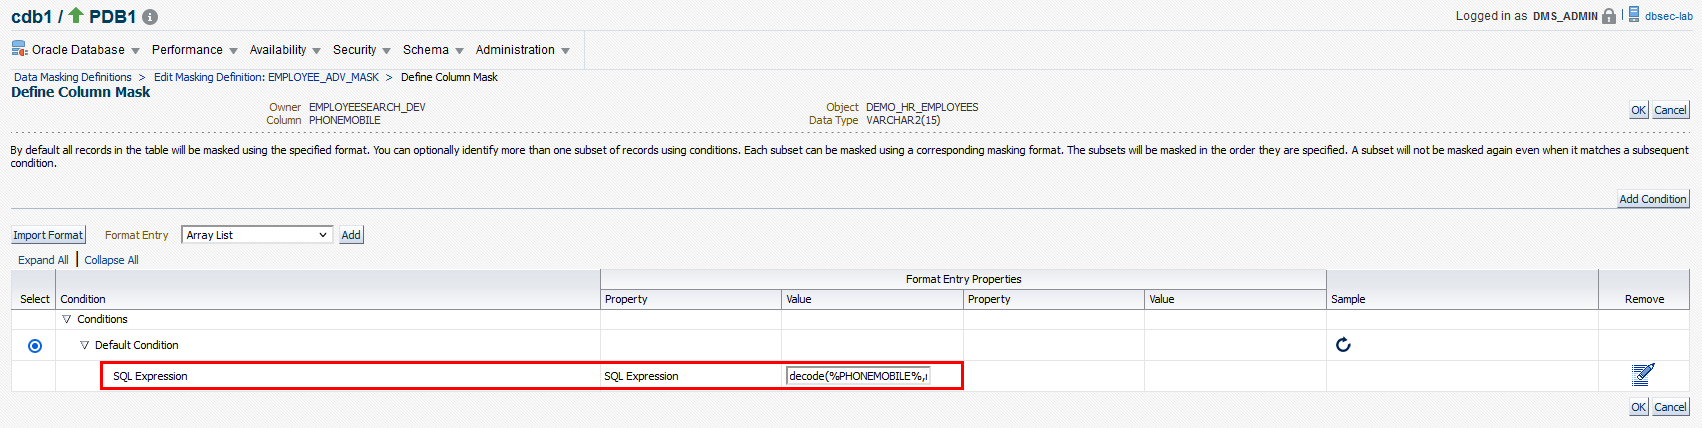 cdb1 / PDB1
Logged in as DMS_ADMIN dbsec-lab
Oracle Database Performance Availability Security Schema Administration
Data Masking Definitions > Edit Masking Definition: EMPLOYEE_ADV_MASK > Define Column Mask
Define Column Mask
Owner EMPLOYEESEARCH_DEV Object DEMO_HR_EMPLOYEES
Column PHONEMOBILE Data Type VARCHAR2(15)
OK Cancel
By default all records in the table will be masked using the specified format. You can optionally identify more than one subset of records using conditions. Each subset can be masked using a corresponding masking format. The subsets will be masked in the order they are specified. A subset will not be masked again even when it matches a subsequent
condition.
Add Condition
Import Format Format Entry Array List Add
Expand All | Collapse All
Format Entry Properties
Select Condition Property Value Property Value Sample Remove
Conditions
Default Condition
SQL Expression SQL Expression decode(%PHONEMOBILE%,
OK Cancel